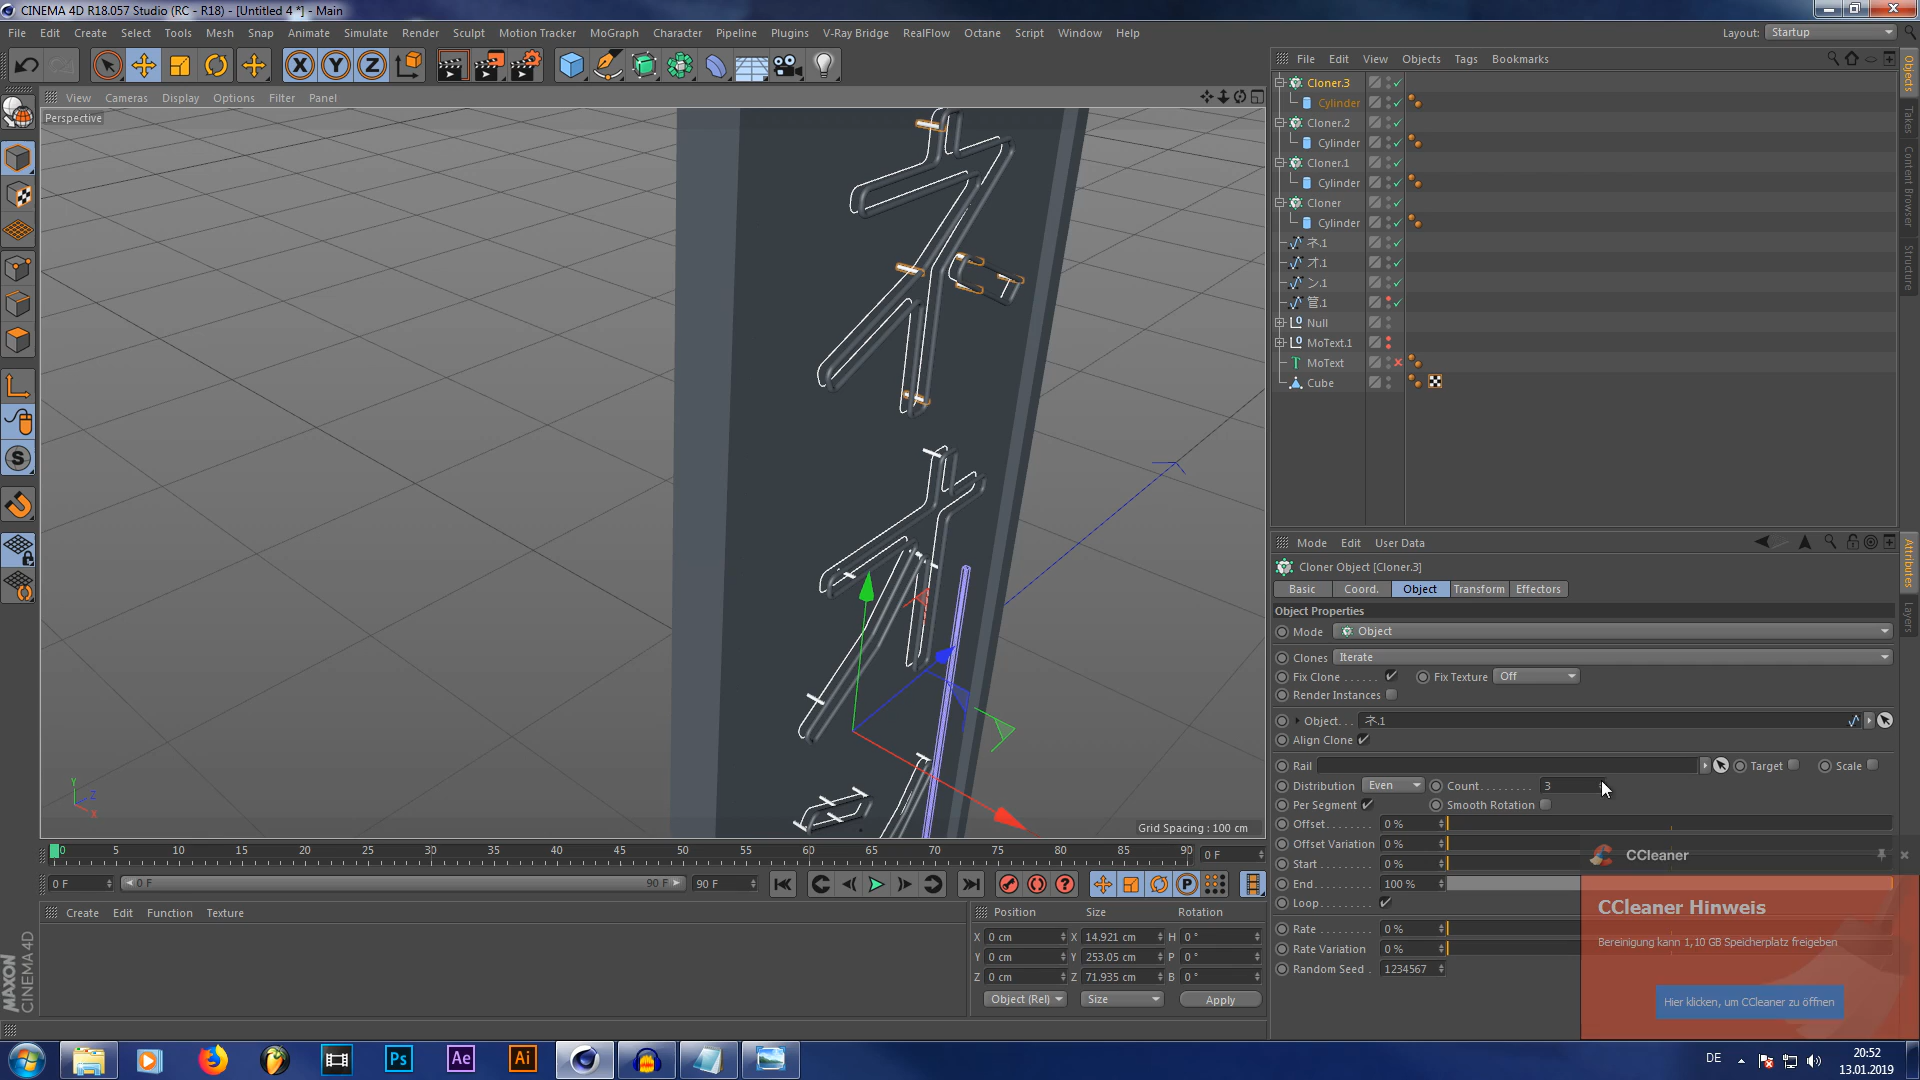 CINEMA 4D R18.057 Studio (RC - R18) - [Untitled 4 *] - Main
File Edit Create Select Tools Mesh Snap Animate Simulate Render Sculpt Motion Tracker MoGraph Character Pipeline Plugins V-Ray Bridge RealFlow Octane Script Window Help Layout: Startup
File Edit View Objects Tags Bookmarks
View Cameras Display Options Filter Panel
Perspective
Cloner.3
Cylinder
Cloner.2
Cylinder
Cloner.1
Cylinder
Cloner
Cylinder
ネ.1
オ.1
ン.1
管.1
Null
MoText.1
MoText
Cube
Objects
Takes
Content Browser
Structure
Mode Edit User Data
Cloner Object [Cloner.3]
Basic Coord. Object Transform Effectors
Object Properties
Mode Object
Clones Iterate
Fix Clone Fix Texture Off
Render Instances
Object... ネ.1
Align Clone
Rail Target Scale
Distribution Even Count 3
Per Segment Smooth Rotation
Offset 0 %
Offset Variation 0 %
Start 0 %
End 100 %
Loop
Rate 0 %
Rate Variation 0 %
Random Seed 1234567
Attributes
Layers
CCleaner
CCleaner Hinweis
Bereinigung kann 1,10 GB Speicherplatz freigeben
Hier klicken, um CCleaner zu öffnen
Y
Z
X
Grid Spacing : 100 cm
0 5 10 15 20 25 30 35 40 45 50 55 60 65 70 75 80 85 90 0 F
0 F 0 F 90 F 90 F
Create Edit Function Texture
Position Size Rotation
X 0 cm X 14.921 cm H 0 °
Y 0 cm Y 253.05 cm P 0 °
Z 0 cm Z 71.935 cm B 0 °
Object (Rel) Size Apply
MAXON
CINEMA 4D
Ps Ae Ai
DE
20:52
13.01.2019